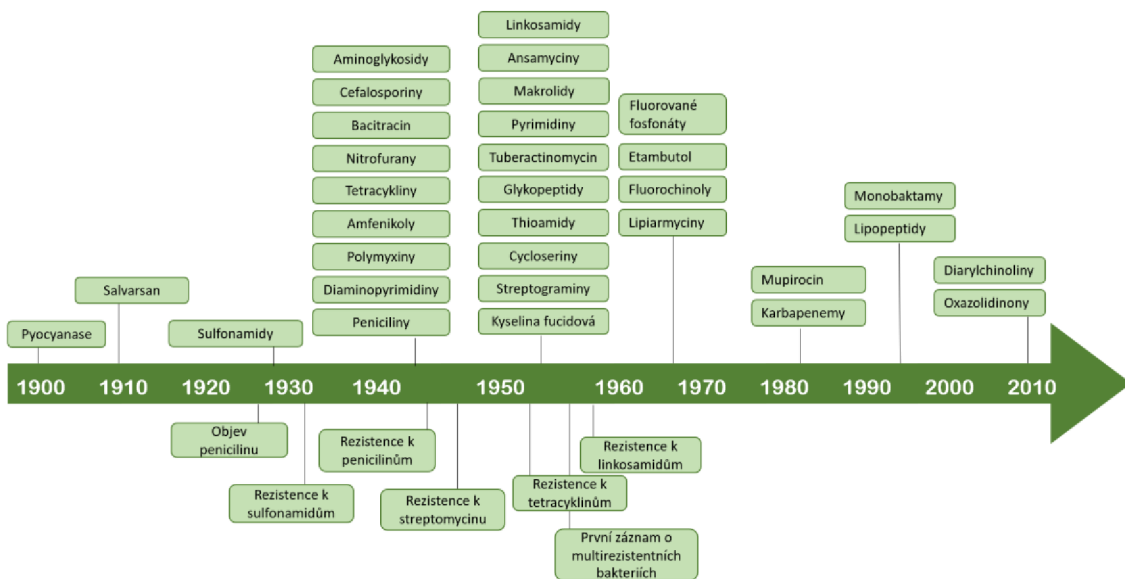 Linkosamidy
Aminoglykosidy
Ansamyciny
Cefalosporiny
Makrolidy
Fluorované
fosfonáty
Bacitracin
Pyrimidiny
Nitrofurany
Tuberactinomycin
Etambutol
Tetracykliny
Glykopeptidy
Fluorochinoly
Monobaktamy
Amfenikoly
Thioamidy
Lipiarmyciny
Lipopeptidy
Polymyxiny
Cycloseriny
Diarylchinoliny
Salvarsan
Diaminopyrimidiny
Streptograminy
Mupirocin
Oxazolidinony
Pyocyanase
Sulfonamidy
Peniciliny
Kyselina fucidová
Karbapenemy
1900 1910 1920 1930 1940 1950 1960 1970 1980 1990 2000 2010
Objev
penicilinu
Rezistence k
penicilinům
Rezistence k
linkosamidům
Rezistence k
sulfonamidům
Rezistence k
streptomycinu
Rezistence k
tetracyklinům
První záznam o
multirezistentních
bakteriích